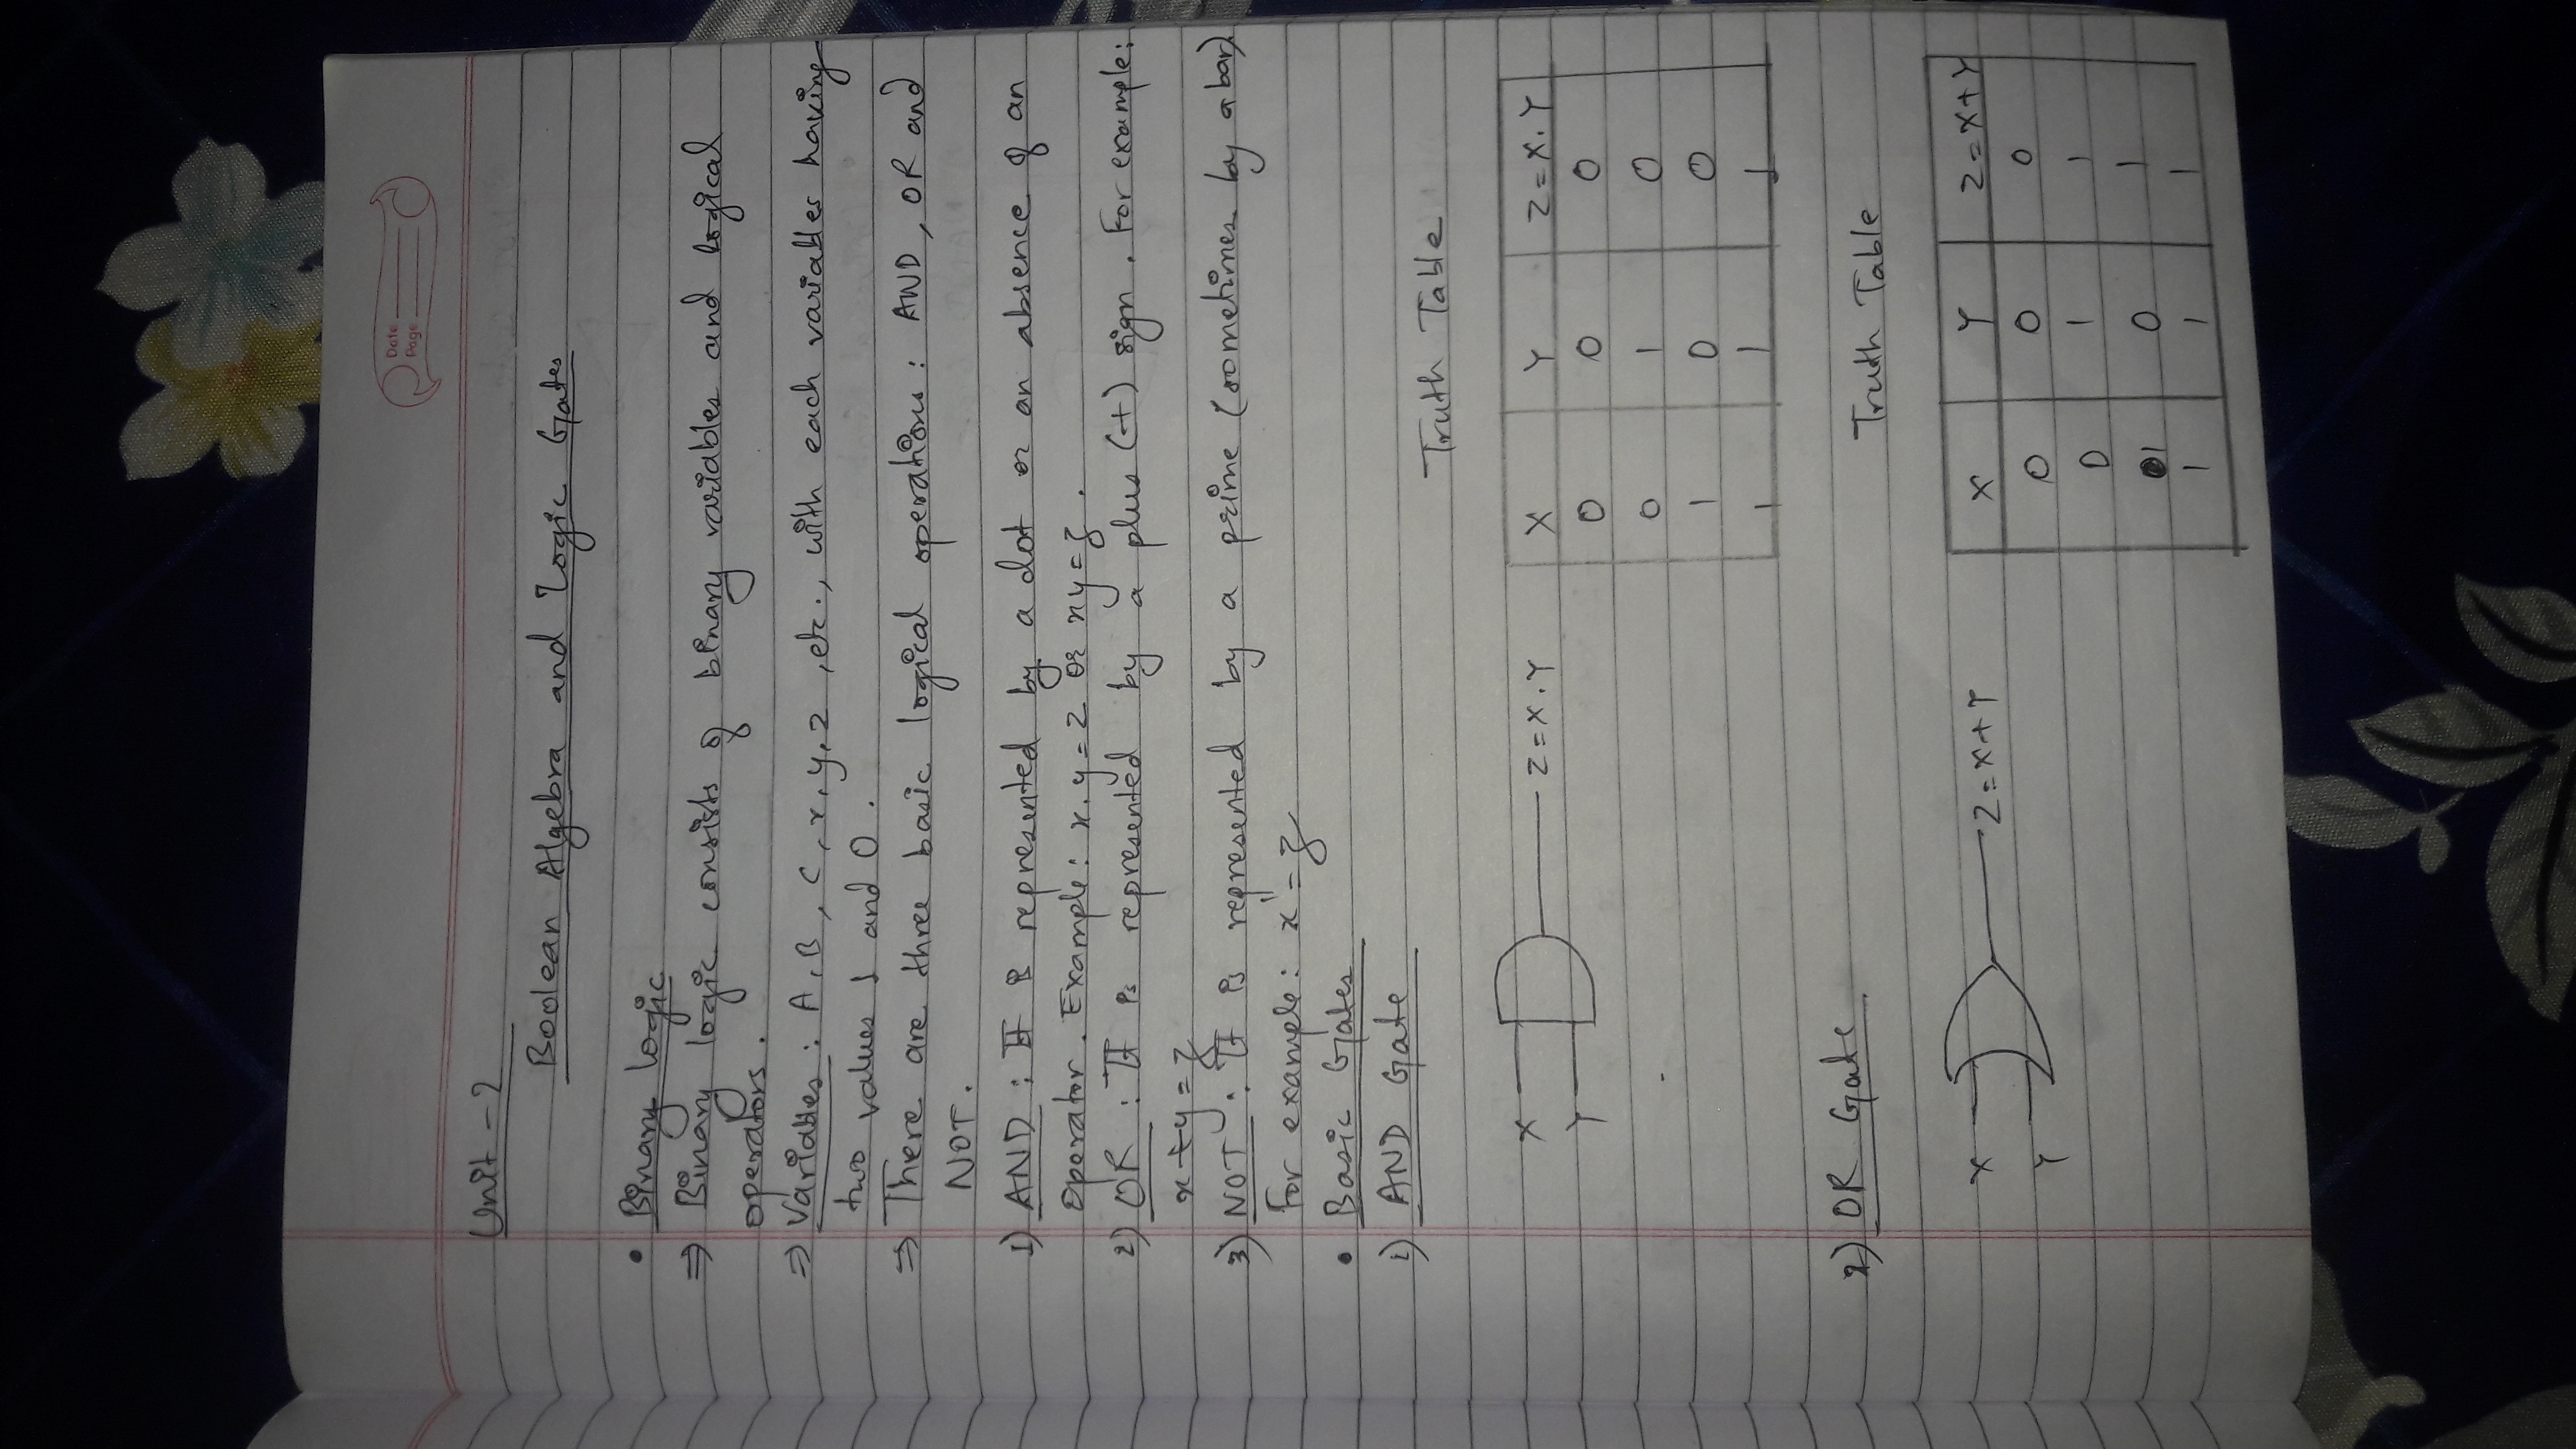 Date
Page
Unit - 2
Boolean Algebra and Logic Gates
• Binary logic
⇒ Binary logic consists of binary variables and logical
operators.
⇒ Variables : A, B, C, x, y, z, etc., with each variables having
two values 1 and 0.
⇒ There are three basic logical operations : AND, OR and
NOT.
1) AND : It is represented by a dot or an absence of an
operator. Example: x.y = z or xy = z.
2) OR : It is represented by a plus (+) sign. For example:
x + y = z
3) NOT : It is represented by a prime (sometimes by a bar)
For example: x' = z
• Basic Gates
1) AND Gate
Truth Table
X
Y
Z = X.Y
X Y Z = X.Y
0 0 0
0 1 0
1 0 0
1 1 1
2) OR Gate
Truth Table
X
Y
Z = X + Y
X Y Z = X + Y
0 0 0
0 1 1
1 0 1
1 1 1